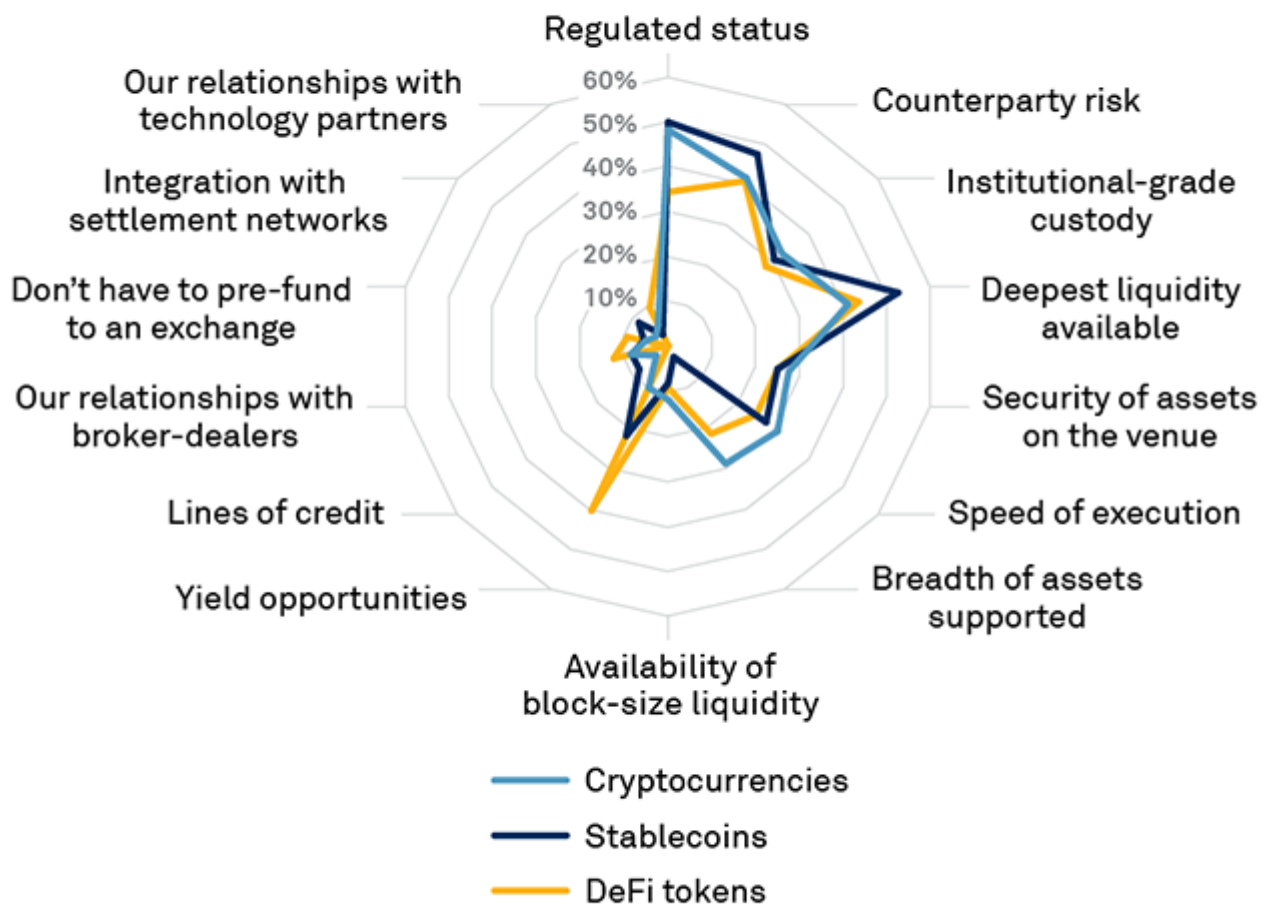 Regulated status
Our relationships with
technology partners
60%
Counterparty risk
50%
40%
Integration with
settlement networks
Institutional-grade
custody
30%
20%
10%
Don't have to pre-fund
to an exchange
Deepest liquidity
available
Our relationships with
broker-dealers
Security of assets
on the venue
Lines of credit
Speed of execution
Yield opportunities
Breadth of assets
supported
Availability of
block-size liquidity
Cryptocurrencies
Stablecoins
DeFi tokens